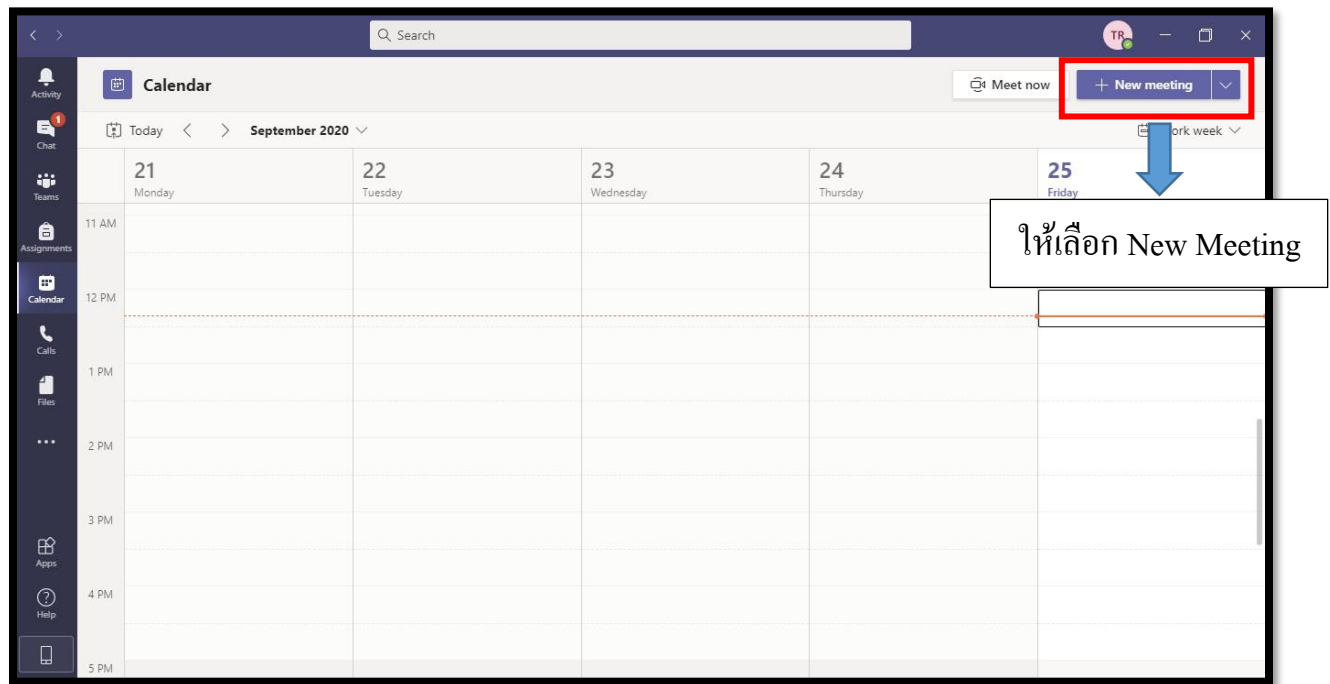 Search
TR
Activity
Calendar
Meet now
+ New meeting
1
Chat
Today
September 2020
ork week
Teams
21
22
23
24
25
Monday
Tuesday
Wednesday
Thursday
Friday
ให้เลือก New Meeting
11 AM
Assignments
Calendar
12 PM
Calls
1 PM
Files
2 PM
3 PM
Apps
4 PM
Help
5 PM